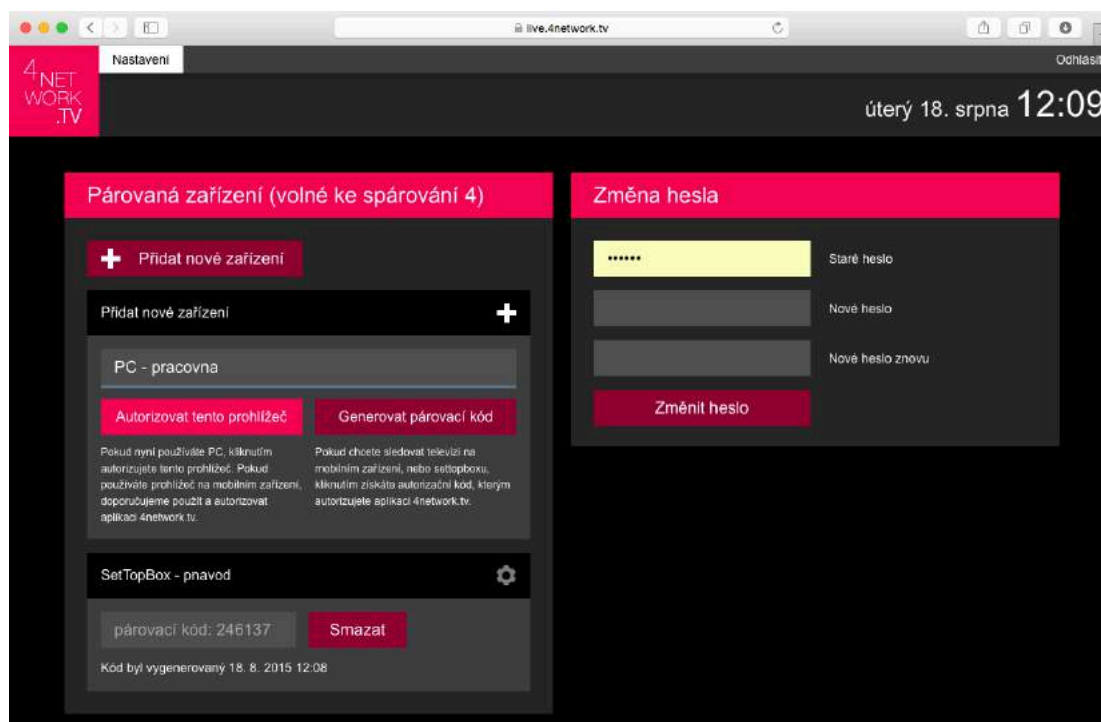 live.4network.tv
4NET
WORK
.TV
Nastavení
Odhlásit
úterý 18. srpna 12:09
Párovaná zařízení (volné ke spárování 4)
Přidat nové zařízení
Přidat nové zařízení
PC - pracovna
Autorizovat tento prohlížeč
Generovat párovací kód
Pokud nyní používáte PC, kliknutím
autorizujete tento prohlížeč. Pokud
používáte prohlížeč na mobilním zařízení,
doporučujeme použít a autorizovat
aplikaci 4network.tv.
Pokud chcete sledovat televizi na
mobilním zařízení, nebo settopboxu,
kliknutím získáte autorizační kód, kterým
autorizujete aplikaci 4network.tv.
SetTopBox - pnavod
párovací kód: 246137
Smazat
Kód byl vygenerovaný 18. 8. 2015 12:08
Změna hesla
••••••
Staré heslo
Nové heslo
Nové heslo znovu
Změnit heslo